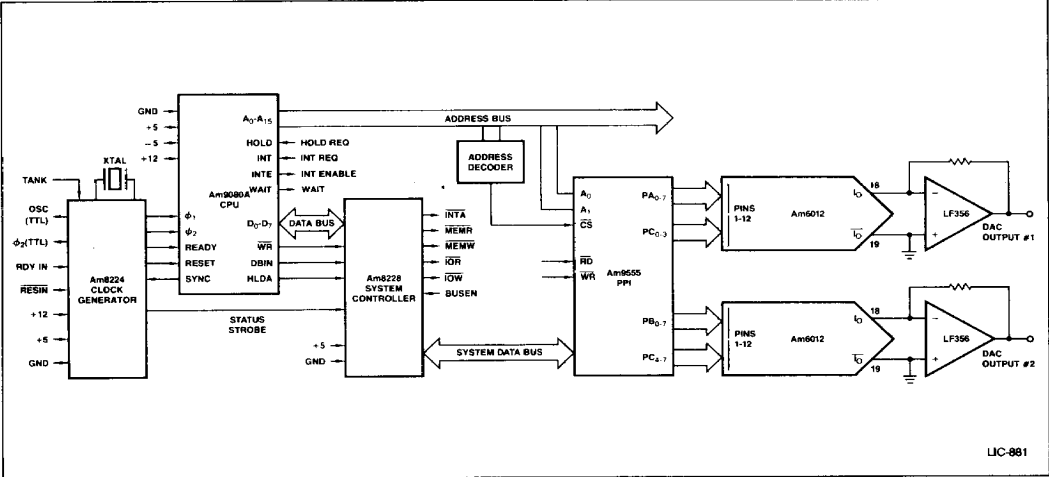 GND
+5
-5
+12
XTAL
TANK
OSC
(TTL)
ϕ2(TTL)
RDY IN
RESIN
+12
+5
GND
Am8224
CLOCK
GENERATOR
A0-A15
HOLD
INT
INTE
Am9080A
CPU
WAIT
ϕ1
ϕ2
READY
RESET
SYNC
D0-D7
WR
DBIN
HLDA
HOLD REQ
INT REQ
INT ENABLE
WAIT
DATA BUS
STATUS
STROBE
Am8228
SYSTEM
CONTROLLER
+5
GND
INTA
MEMR
MEMW
IOR
IOW
BUSEN
ADDRESS BUS
ADDRESS
DECODER
SYSTEM DATA BUS
A0
A1
CS
RD
WR
Am9555
PPI
PA0-7
PC0-3
PB0-7
PC4-7
PINS
1-12
Am6012
IO
18
IO
19
LF356
−
+
DAC
OUTPUT #1
PINS
1-12
Am6012
IO
18
IO
19
LF356
−
+
DAC
OUTPUT #2
LIC-881